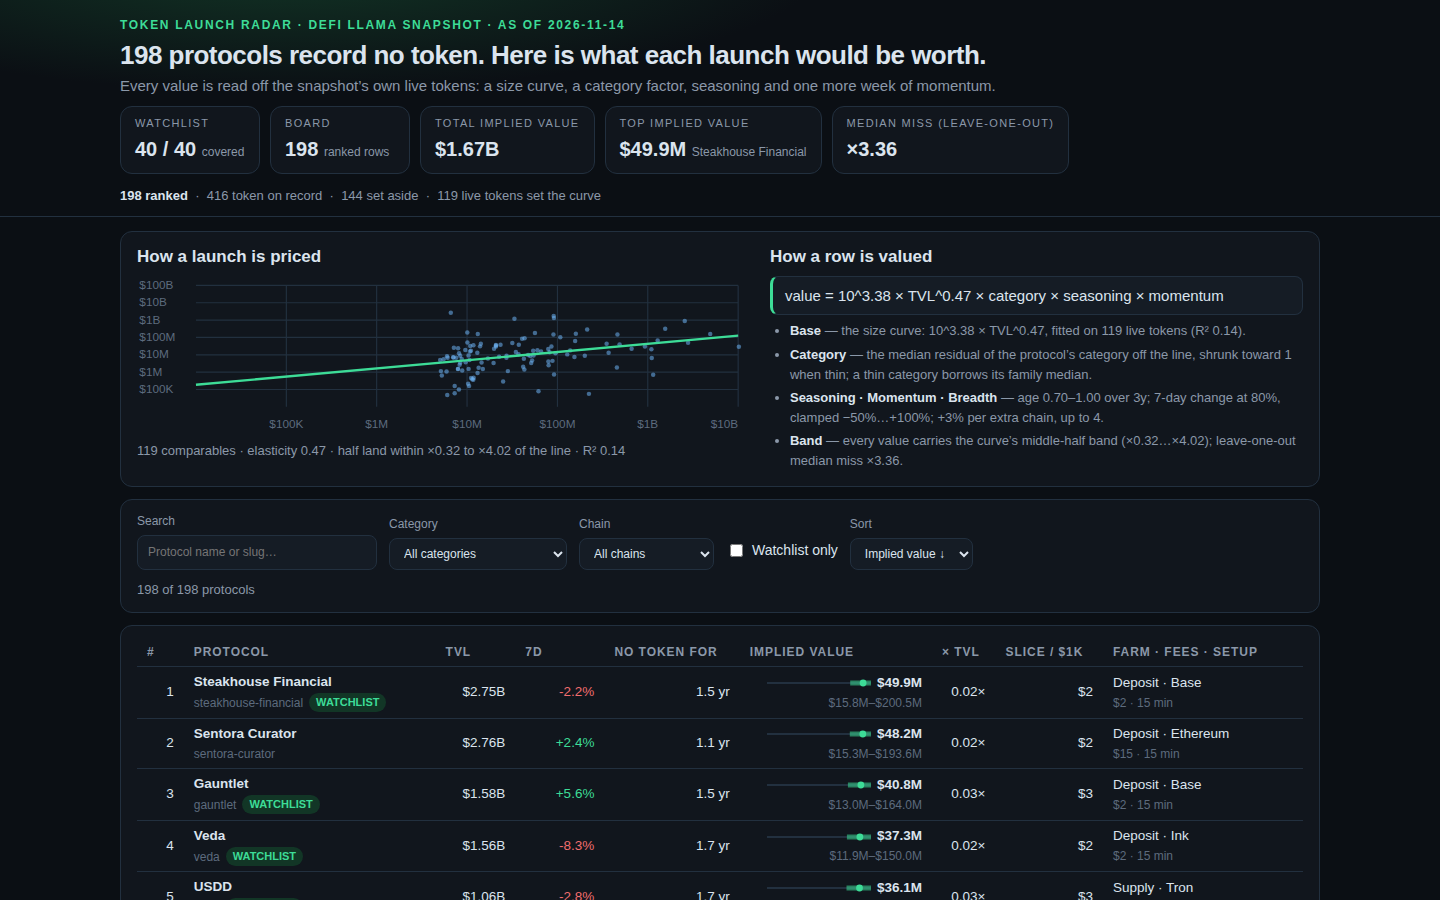 TOKEN LAUNCH RADAR · DEFI LLAMA SNAPSHOT · AS OF 2026-11-14
198 protocols record no token. Here is what each launch would be worth.
Every value is read off the snapshot’s own live tokens: a size curve, a category factor, seasoning and one more week of momentum.
WATCHLIST
40 / 40 covered
BOARD
198 ranked rows
TOTAL IMPLIED VALUE
$1.67B
TOP IMPLIED VALUE
$49.9M Steakhouse Financial
MEDIAN MISS (LEAVE-ONE-OUT)
×3.36
198 ranked · 416 token on record · 144 set aside · 119 live tokens set the curve
How a launch is priced
$100B
$10B
$1B
$100M
$10M
$1M
$100K
$100K $1M $10M $100M $1B $10B
119 comparables · elasticity 0.47 · half land within ×0.32 to ×4.02 of the line · R² 0.14
How a row is valued
value = 10^3.38 × TVL^0.47 × category × seasoning × momentum
• Base — the size curve: 10^3.38 × TVL^0.47, fitted on 119 live tokens (R² 0.14).
• Category — the median residual of the protocol’s category off the line, shrunk toward 1
when thin; a thin category borrows its family median.
• Seasoning · Momentum · Breadth — age 0.70–1.00 over 3y; 7-day change at 80%,
clamped −50%…+100%; +3% per extra chain, up to 4.
• Band — every value carries the curve’s middle-half band (×0.32…×4.02); leave-one-out
median miss ×3.36.
Search
Protocol name or slug…
Category
All categories
Chain
All chains
Watchlist only
Sort
Implied value ↓
198 of 198 protocols
# PROTOCOL TVL 7D NO TOKEN FOR IMPLIED VALUE × TVL SLICE / $1K FARM · FEES · SETUP
1 Steakhouse Financial $2.75B -2.2% 1.5 yr $49.9M 0.02× $2 Deposit · Base
steakhouse-financial WATCHLIST $15.8M–$200.5M $2 · 15 min
2 Sentora Curator $2.76B +2.4% 1.1 yr $48.2M 0.02× $2 Deposit · Ethereum
sentora-curator $15.3M–$193.6M $15 · 15 min
3 Gauntlet $1.58B +5.6% 1.5 yr $40.8M 0.03× $3 Deposit · Base
gauntlet WATCHLIST $13.0M–$164.0M $2 · 15 min
4 Veda $1.56B -8.3% 1.7 yr $37.3M 0.02× $2 Deposit · Ink
veda WATCHLIST $11.9M–$150.0M $2 · 15 min
5 USDD $1.06B -2.8% 1.7 yr $36.1M 0.03× $3 Supply · Tron